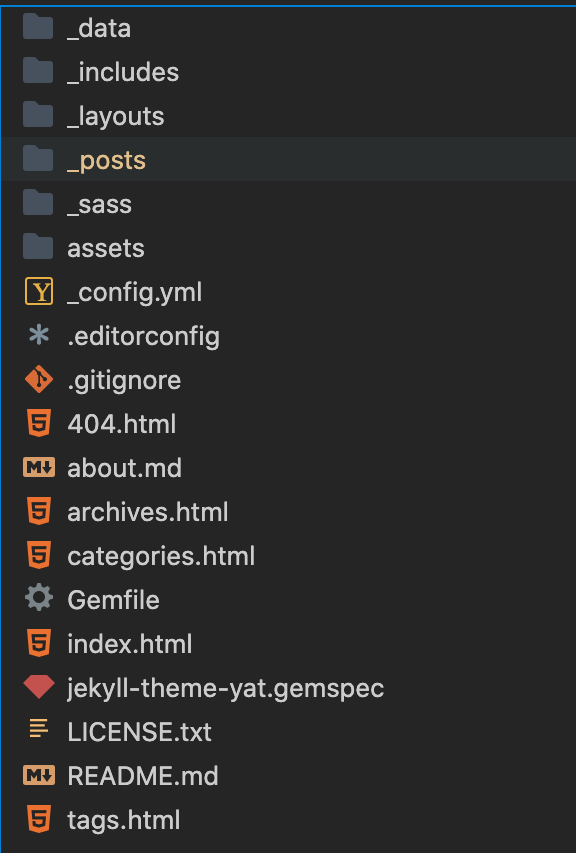 _data
_includes
_layouts
_posts
_sass
assets
_config.yml
.editorconfig
.gitignore
404.html
about.md
archives.html
categories.html
Gemfile
index.html
jekyll-theme-yat.gemspec
LICENSE.txt
README.md
tags.html